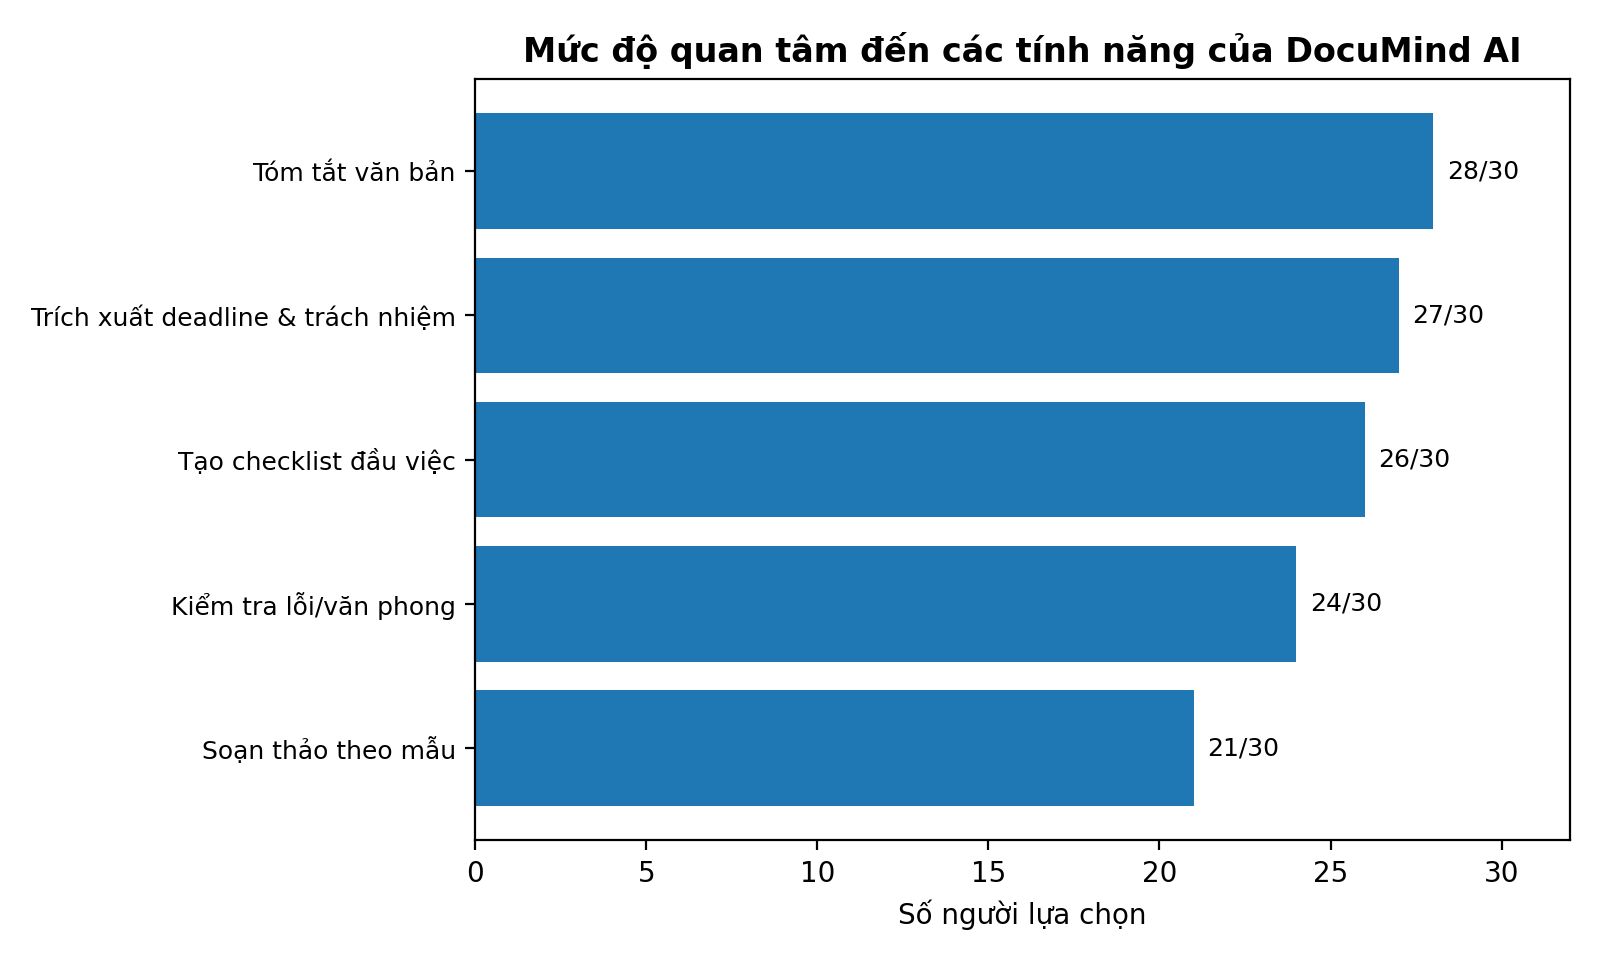 Mức độ quan tâm đến các tính năng của DocuMind AI
Tóm tắt văn bản
28/30
Trích xuất deadline & trách nhiệm
27/30
Tạo checklist đầu việc
26/30
Kiểm tra lỗi/văn phong
24/30
Soạn thảo theo mẫu
21/30
0 5 10 15 20 25 30
Số người lựa chọn